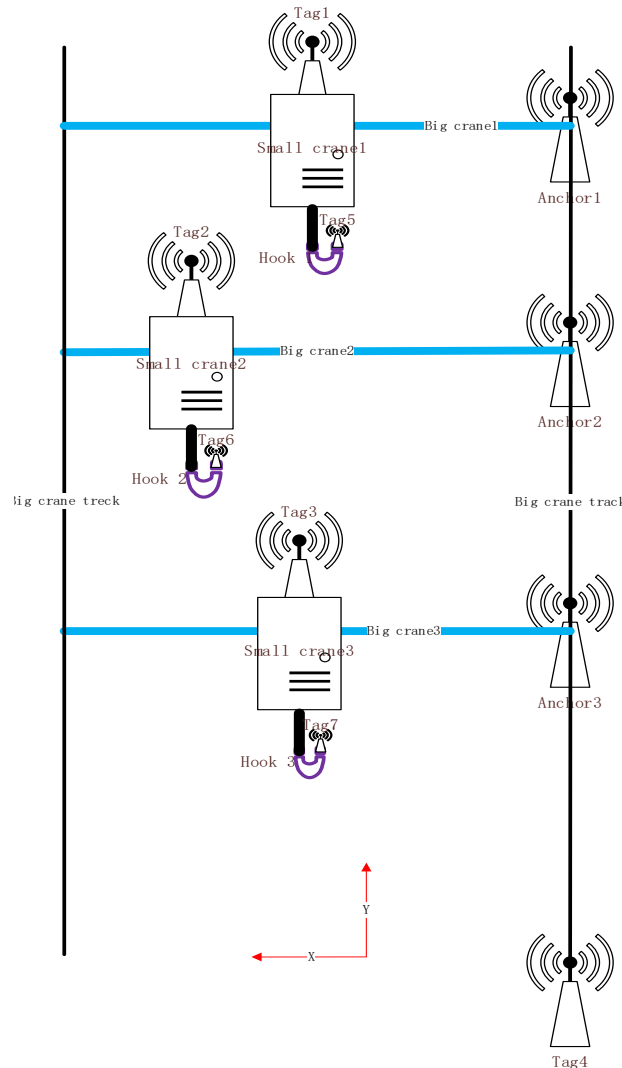 Tag1
Big crane1
Small crane1
Anchor1
Tag5
Hook
Tag2
Big crane2
Small crane2
Anchor2
Tag6
Hook 2
Big crane treck
Big crane track
Tag3
Big crane3
Small crane3
Anchor3
Tag7
Hook 3
Y
X
Tag4